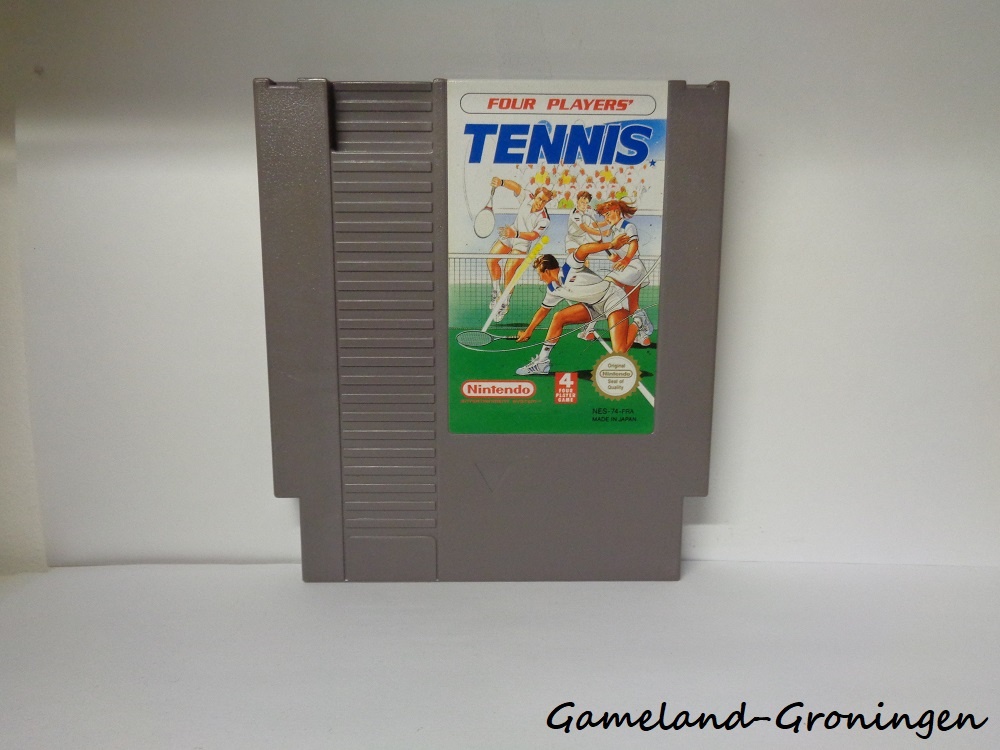 FOUR PLAYERS'
TENNIS
Nintendo
4
FOUR
PLAYER
GAME
Original
Nintendo
Seal of
Quality
NES-74-FRA
MADE IN JAPAN
Gameland-Groningen